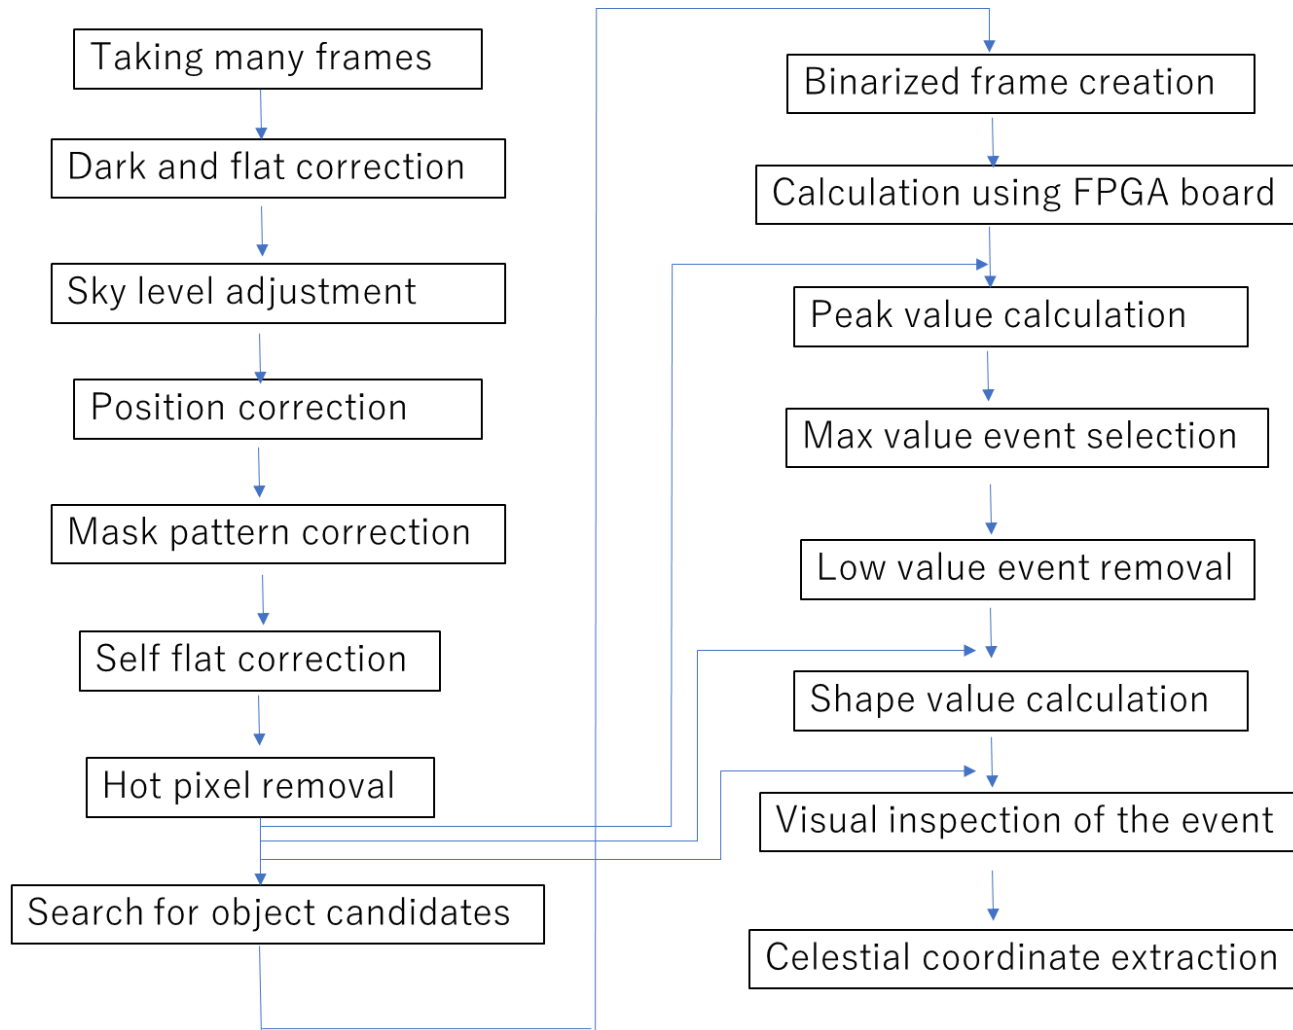 Taking many frames
Dark and flat correction
Sky level adjustment
Position correction
Mask pattern correction
Self flat correction
Hot pixel removal
Search for object candidates
Binarized frame creation
Calculation using FPGA board
Peak value calculation
Max value event selection
Low value event removal
Shape value calculation
Visual inspection of the event
Celestial coordinate extraction